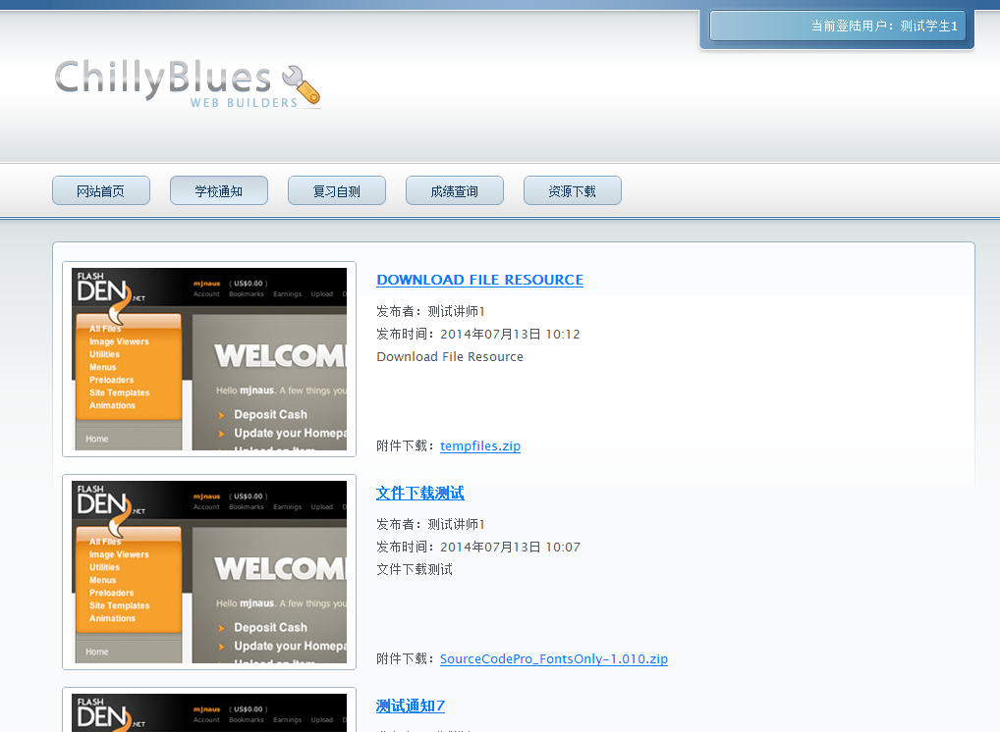 当前登陆用户：测试学生1
ChillyBlues
WEB BUILDERS
网站首页
学校通知
复习自测
成绩查询
资源下载
FLASH
DEN.NET
mjnaus ( US$0.00 )
Account Bookmarks Earnings Upload D
All Files
Image Viewers
Utilities
Menus
Preloaders
Site Templates
Animations
Home
WELCOM
Hello mjnaus. A few things you
Deposit Cash
Update your Homepa
Upload an Item
DOWNLOAD FILE RESOURCE
发布者：测试讲师1
发布时间：2014年07月13日 10:12
Download File Resource
附件下载：tempfiles.zip
FLASH
DEN.NET
mjnaus ( US$0.00 )
Account Bookmarks Earnings Upload D
All Files
Image Viewers
Utilities
Menus
Preloaders
Site Templates
Animations
Home
WELCOM
Hello mjnaus. A few things you
Deposit Cash
Update your Homepa
Upload an Item
文件下载测试
发布者：测试讲师1
发布时间：2014年07月13日 10:07
文件下载测试
附件下载：SourceCodePro_FontsOnly-1.010.zip
FLASH
DEN.NET
mjnaus ( US$0.00 )
Account Bookmarks Earnings Upload D
测试通知7